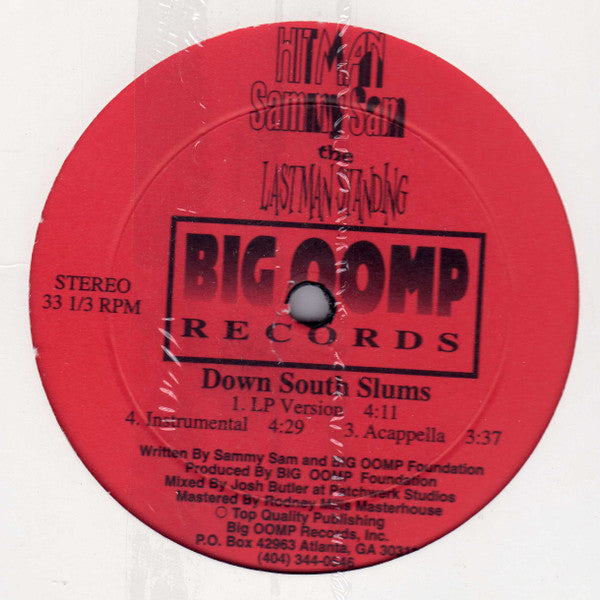 HITMAN
Sammy Sam
the
LAST MAN STANDING
BIG OOMP
RECORDS
STEREO
33 1/3 RPM
Down South Slums
1. LP Version 4:11
4. Instrumental 4:29 3. Acappella 3:37
Written By Sammy Sam and BIG OOMP Foundation
Produced By BIG OOMP Foundation
Mixed By Josh Butler at Patchwerk Studios
Mastered By Rodney Mills Masterhouse
Top Quality Publishing
Big OOMP Records, Inc.
P.O. Box 42963 Atlanta, GA
(404)